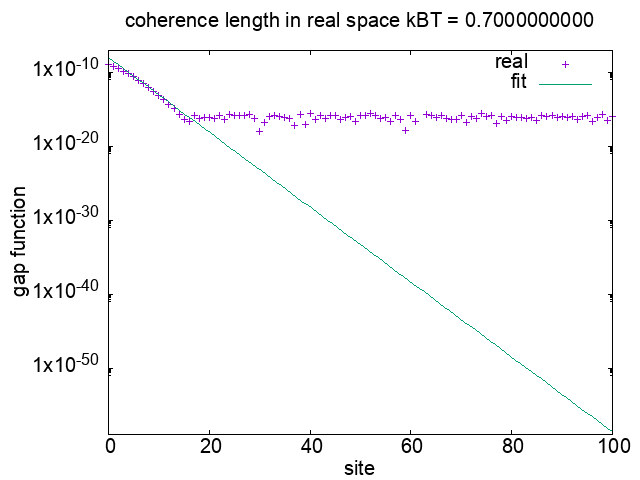 coherence length in real space kBT = 0.7000000000
real
fit
1x10-10
1x10-20
1x10-30
1x10-40
1x10-50
gap function
0 20 40 60 80 100
site